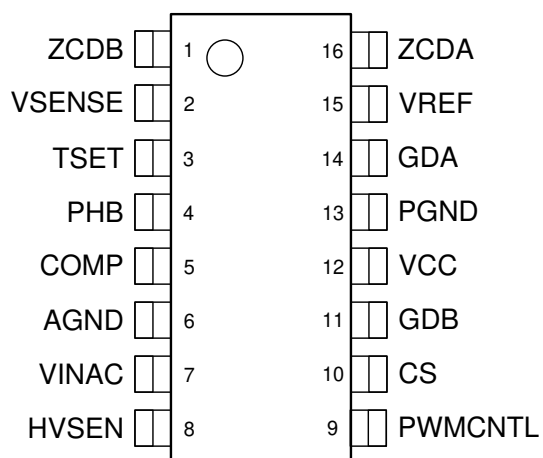 ZCDB 1 16 ZCDA
VSENSE 2 15 VREF
TSET 3 14 GDA
PHB 4 13 PGND
COMP 5 12 VCC
AGND 6 11 GDB
VINAC 7 10 CS
HVSEN 8 9 PWMCNTL